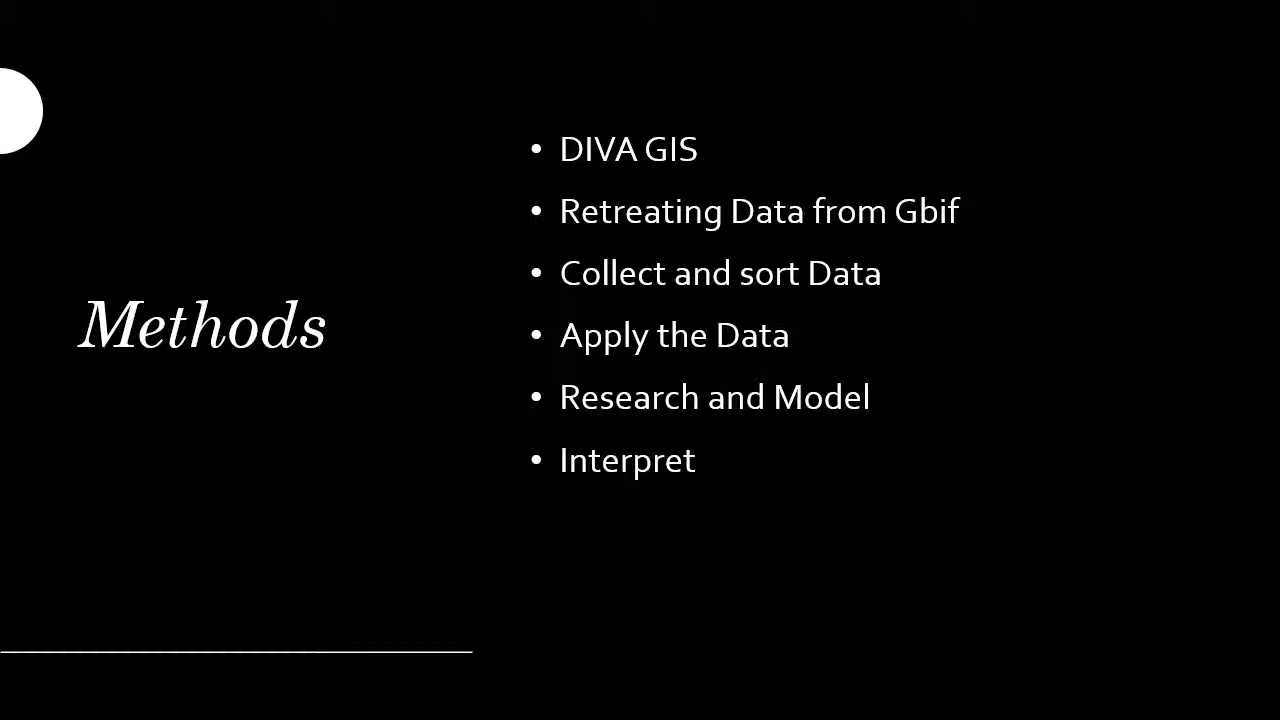 Methods
• DIVA GIS
• Retreating Data from Gbif
• Collect and sort Data
• Apply the Data
• Research and Model
• Interpret